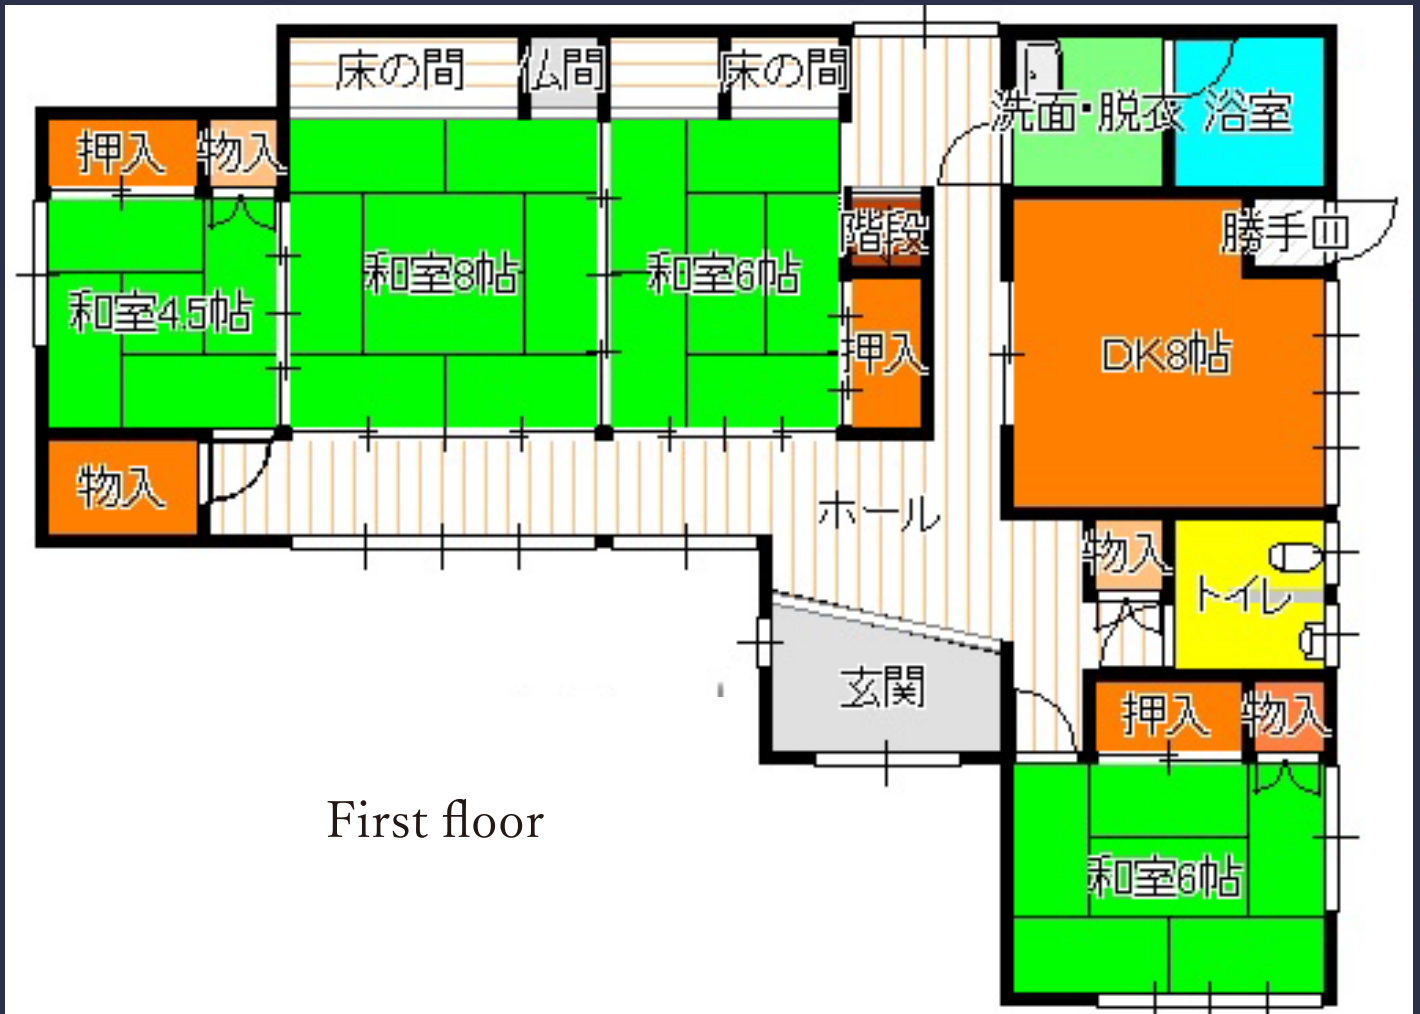 床の間
仏間
床の間
洗面・脱衣
浴室
押入
物入
階段
勝手口
和室4.5帖
和室8帖
和室6帖
押入
DK8帖
物入
ホール
物入
トイレ
玄関
押入
物入
First floor
和室6帖